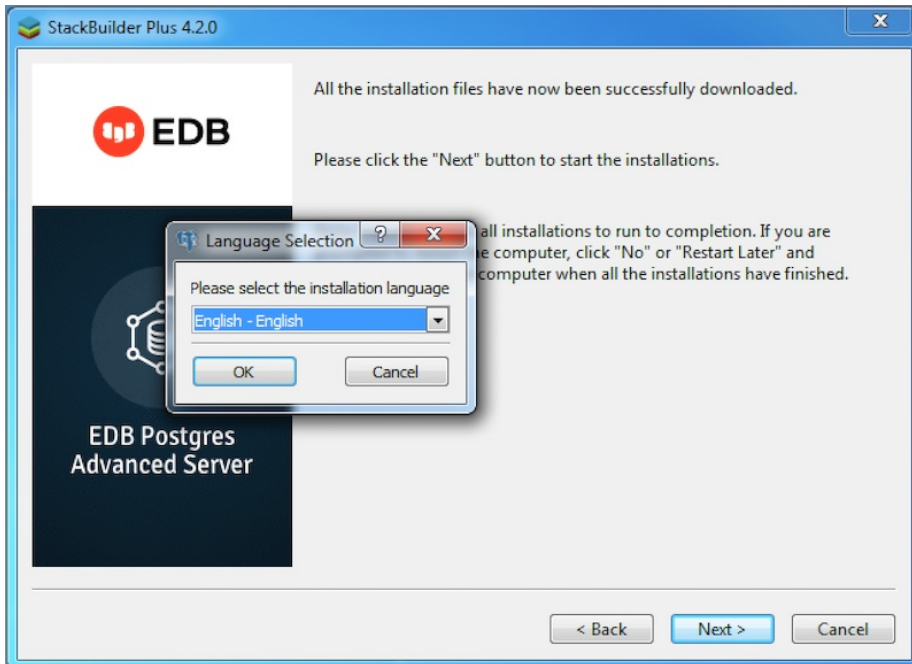 StackBuilder Plus 4.2.0
EDB
All the installation files have now been successfully downloaded.
Please click the "Next" button to start the installations.
all installations to run to completion. If you are
computer, click "No" or "Restart Later" and
computer when all the installations have finished.
Language Selection
Please select the installation language
English - English
OK
Cancel
EDB Postgres
Advanced Server
< Back
Next >
Cancel